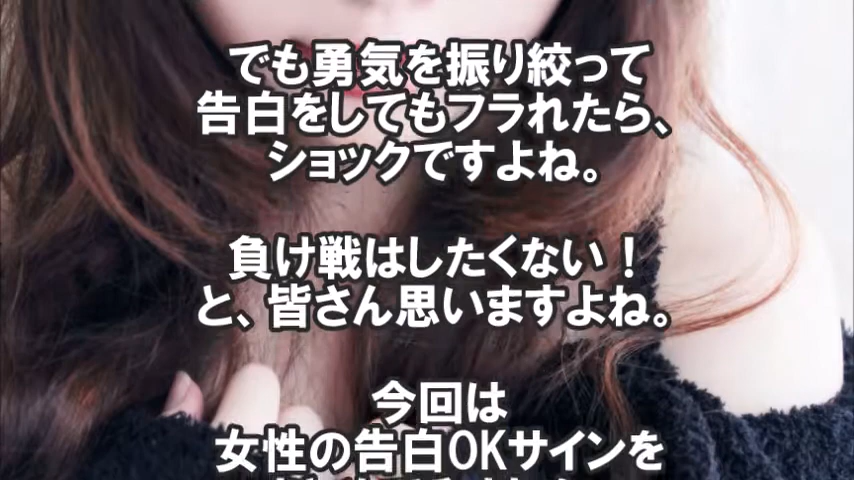 でも勇気を振り絞って
告白をしてもフラれたら、
ショックですよね。
負け戦はしたくない！
と、皆さん思いますよね。
今回は
女性の告白OKサインを